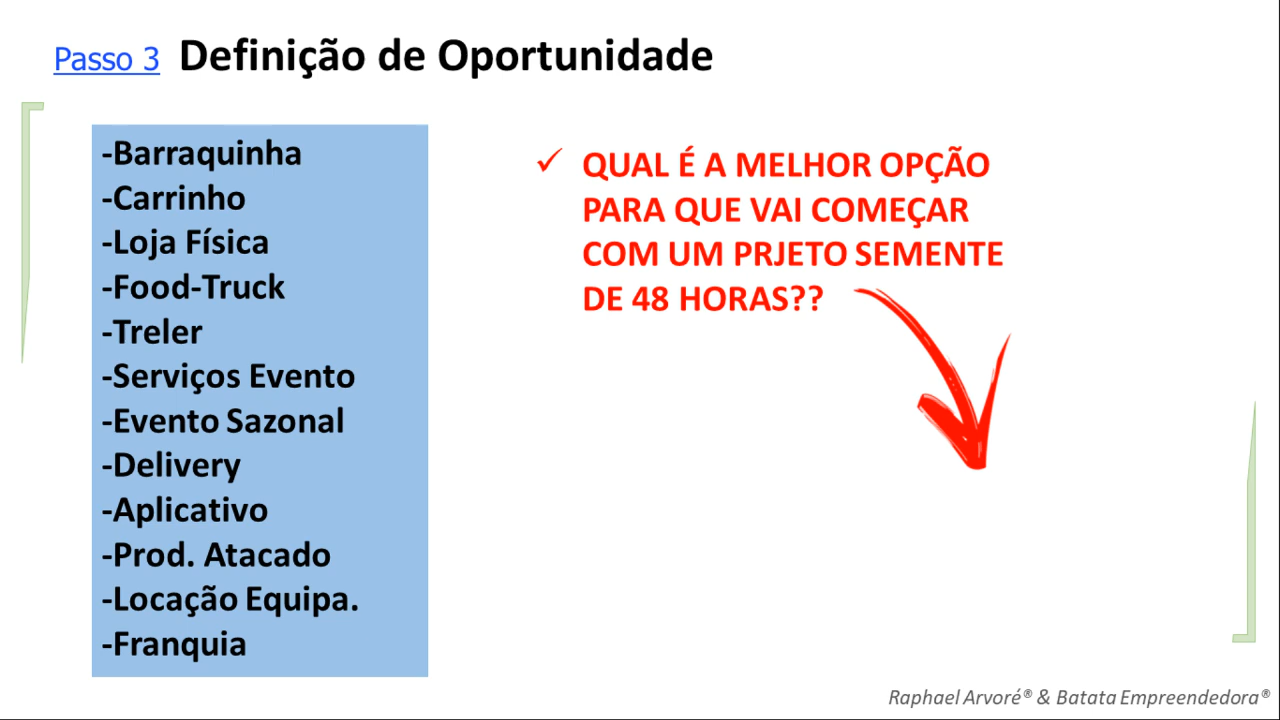 Passo 3 Definição de Oportunidade
-Barraquinha
-Carrinho
-Loja Física
-Food-Truck
-Treler
-Serviços Evento
-Evento Sazonal
-Delivery
-Aplicativo
-Prod. Atacado
-Locação Equipa.
-Franquia
✓ QUAL É A MELHOR OPÇÃO
PARA QUE VAI COMEÇAR
COM UM PRJETO SEMENTE
DE 48 HORAS??
Raphael Arvoré® & Batata Empreendedora®